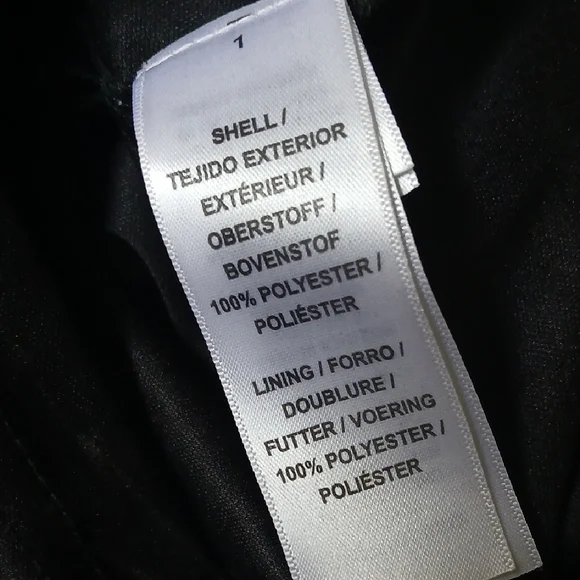 1
SHELL /
TEJIDO EXTERIOR
EXTÉRIEUR /
OBERSTOFF /
BOVENSTOF
100% POLYESTER /
POLIÉSTER
LINING / FORRO /
DOUBLURE /
FUTTER / VOERING
100% POLYESTER /
POLIÉSTER